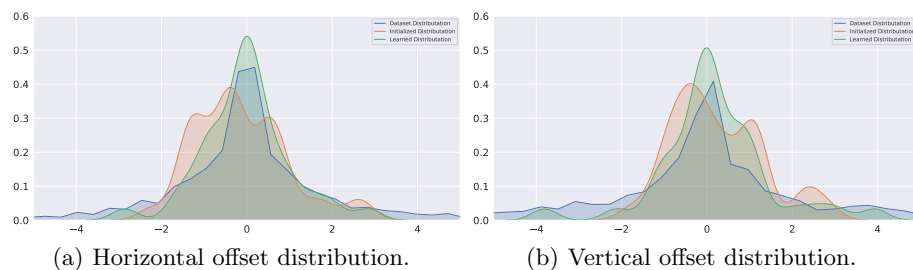 0.6
0.5
0.4
0.3
0.2
0.1
0.0
−4 −2 0 2 4
Dataset Distribution
Initialized Distribution
Learned Distribution
(a) Horizontal offset distribution.
0.6
0.5
0.4
0.3
0.2
0.1
0.0
−4 −2 0 2 4
Dataset Distribution
Initialized Distribution
Learned Distribution
(b) Vertical offset distribution.